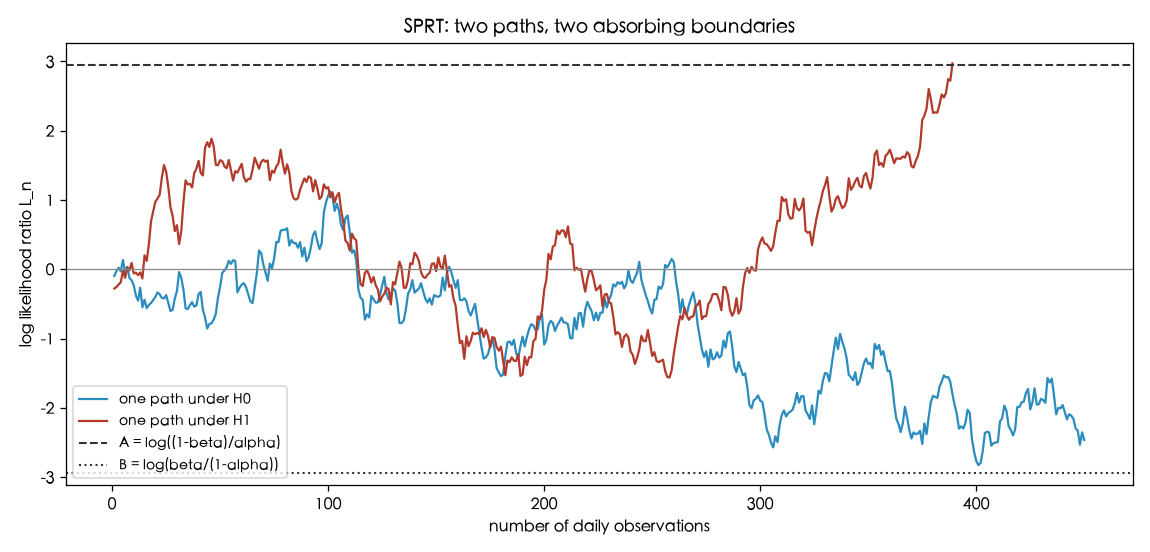 SPRT: two paths, two absorbing boundaries
log likelihood ratio L_n
3
2
1
0
-1
-2
-3
one path under H0
one path under H1
A = log((1-beta)/alpha)
B = log(beta/(1-alpha))
0
100
200
300
400
number of daily observations